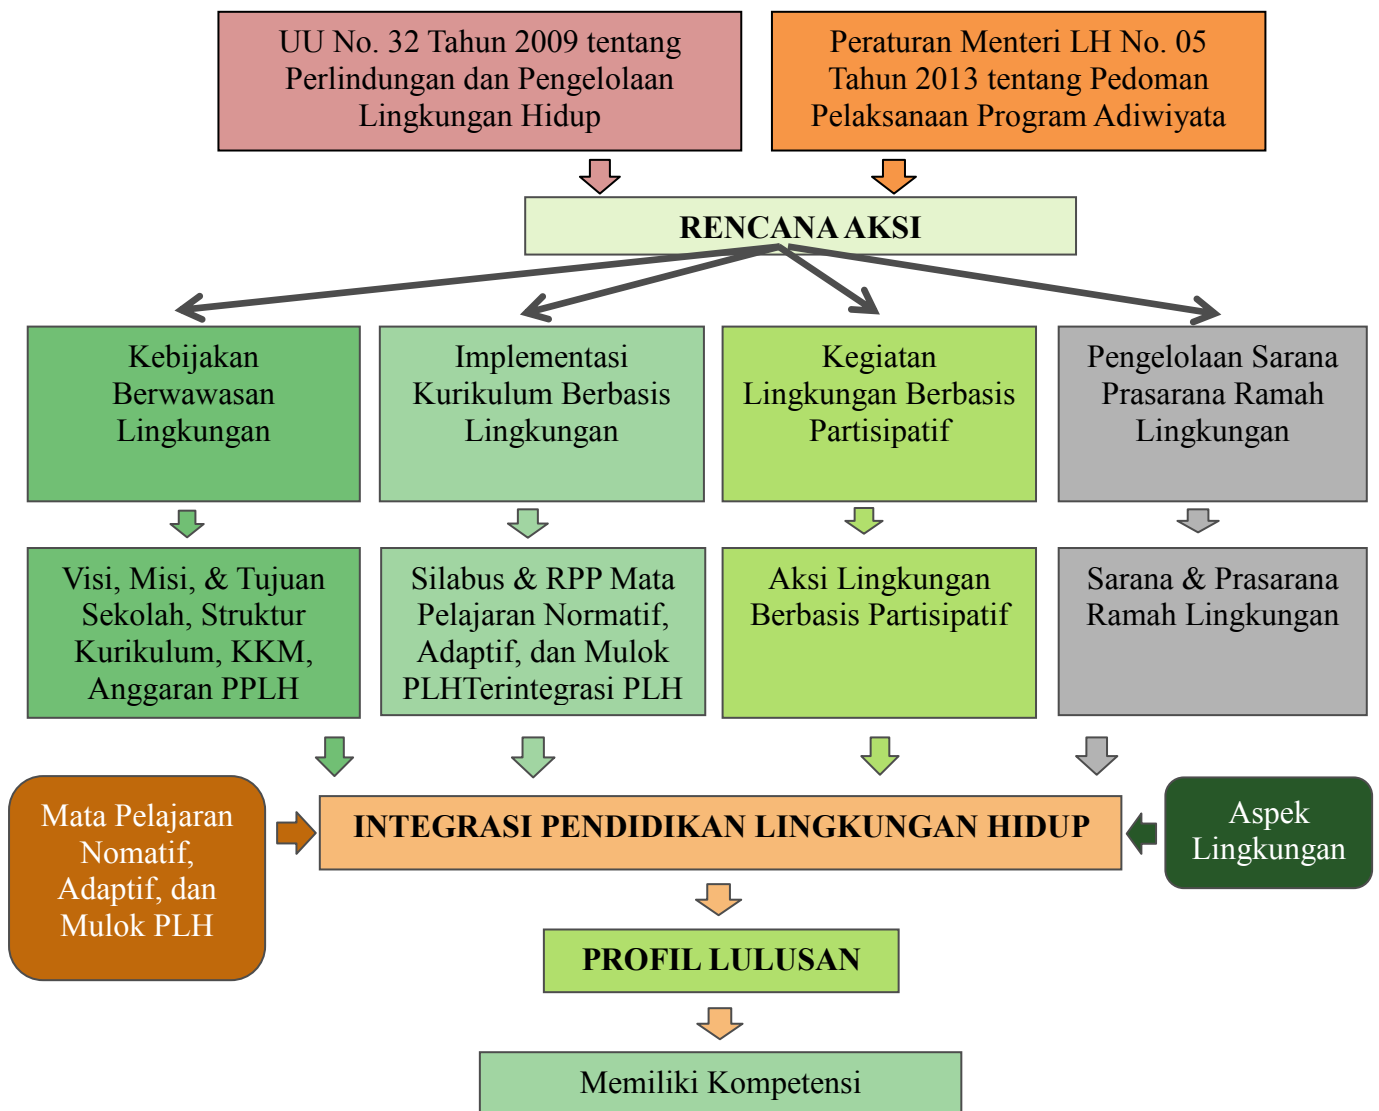 UU No. 32 Tahun 2009 tentang
Perlindungan dan Pengelolaan
Lingkungan Hidup
Peraturan Menteri LH No. 05
Tahun 2013 tentang Pedoman
Pelaksanaan Program Adiwiyata
RENCANA AKSI
Kebijakan
Berwawasan
Lingkungan
Implementasi
Kurikulum Berbasis
Lingkungan
Kegiatan
Lingkungan Berbasis
Partisipatif
Pengelolaan Sarana
Prasarana Ramah
Lingkungan
Visi, Misi, & Tujuan
Sekolah, Struktur
Kurikulum, KKM,
Anggaran PPLH
Silabus & RPP Mata
Pelajaran Normatif,
Adaptif, dan Mulok
PLHTerintegrasi PLH
Aksi Lingkungan
Berbasis Partisipatif
Sarana & Prasarana
Ramah Lingkungan
Mata Pelajaran
Nomatif,
Adaptif, dan
Mulok PLH
INTEGRASI PENDIDIKAN LINGKUNGAN HIDUP
Aspek
Lingkungan
PROFIL LULUSAN
Memiliki Kompetensi